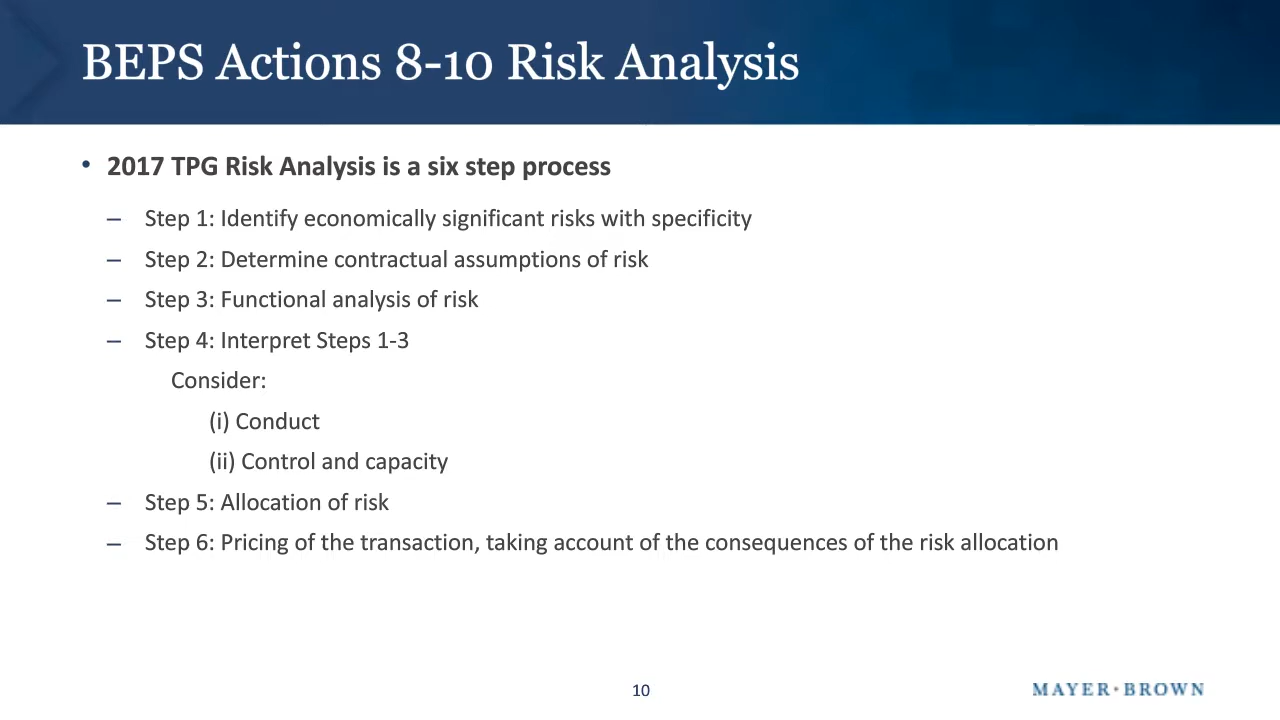 BEPS Actions 8-10 Risk Analysis
• 2017 TPG Risk Analysis is a six step process
– Step 1: Identify economically significant risks with specificity
– Step 2: Determine contractual assumptions of risk
– Step 3: Functional analysis of risk
– Step 4: Interpret Steps 1-3
Consider:
(i) Conduct
(ii) Control and capacity
– Step 5: Allocation of risk
– Step 6: Pricing of the transaction, taking account of the consequences of the risk allocation
10
MAYER•BROWN